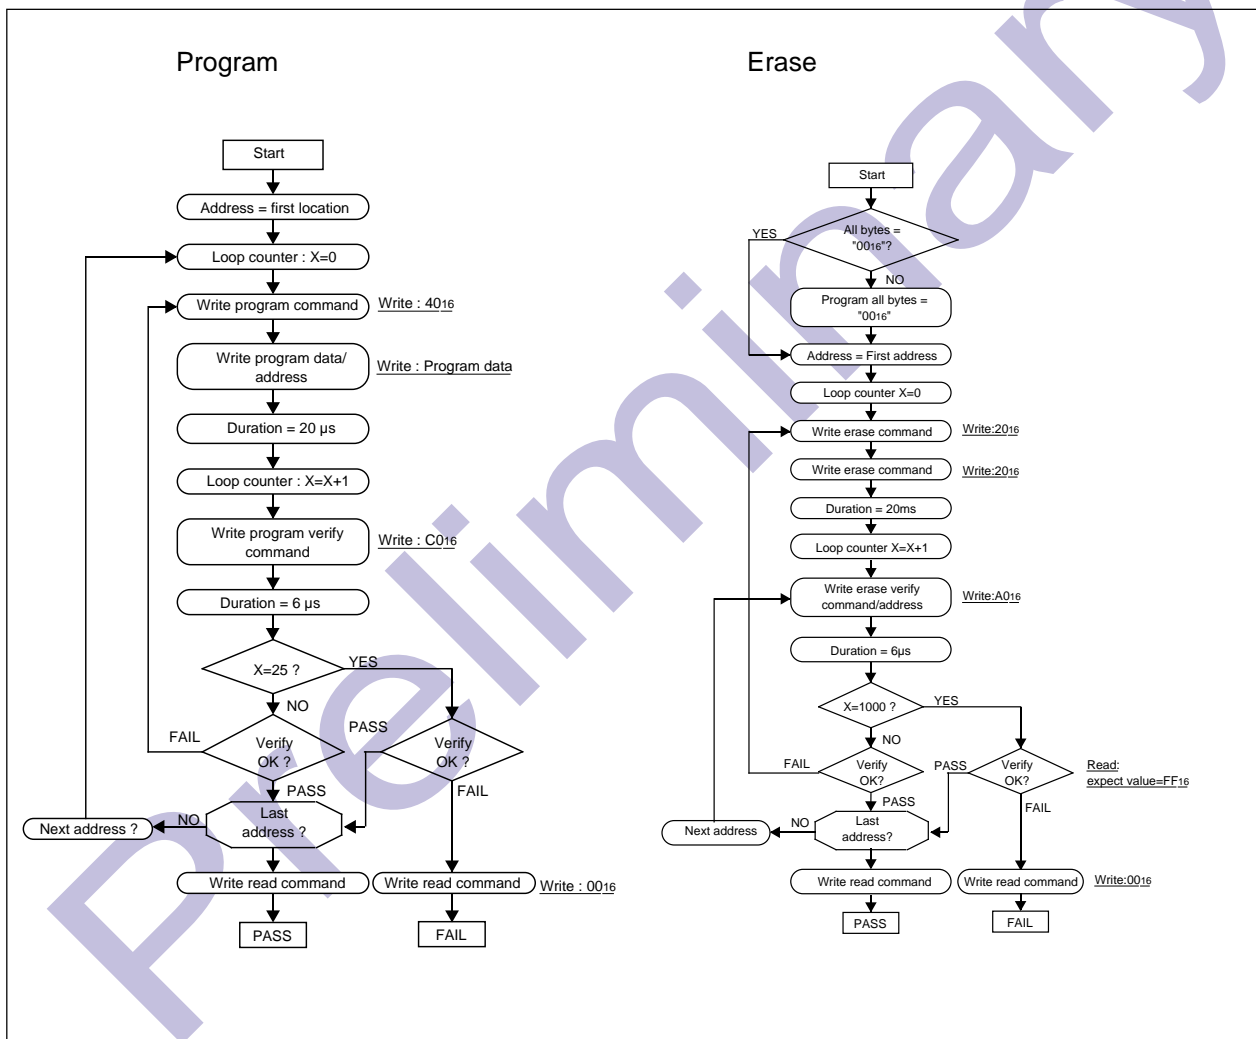 Program
Start
Address = first location
Loop counter : X=0
Write program command
Write : 4016
Write program data/
address
Write : Program data
Duration = 20 µs
Loop counter : X=X+1
Write program verify
command
Write : C016
Duration = 6 µs
X=25 ?
YES
NO
FAIL
Verify
OK ?
PASS
Verify
OK ?
PASS
FAIL
Last
address ?
NO
Next address ?
Write read command
Write read command
Write : 0016
PASS
FAIL
Erase
Start
YES
All bytes =
"0016"?
NO
Program all bytes =
"0016"
Address = First address
Loop counter X=0
Write erase command
Write:2016
Write erase command
Write:2016
Duration = 20ms
Loop counter X=X+1
Write erase verify
command/address
Write:A016
Duration = 6µs
X=1000 ?
YES
NO
FAIL
Verify
OK?
PASS
Verify
OK?
Read:
expect value=FF16
PASS
FAIL
Last
address?
NO
Next address
Write read command
Write read command
Write:0016
PASS
FAIL
Preliminary